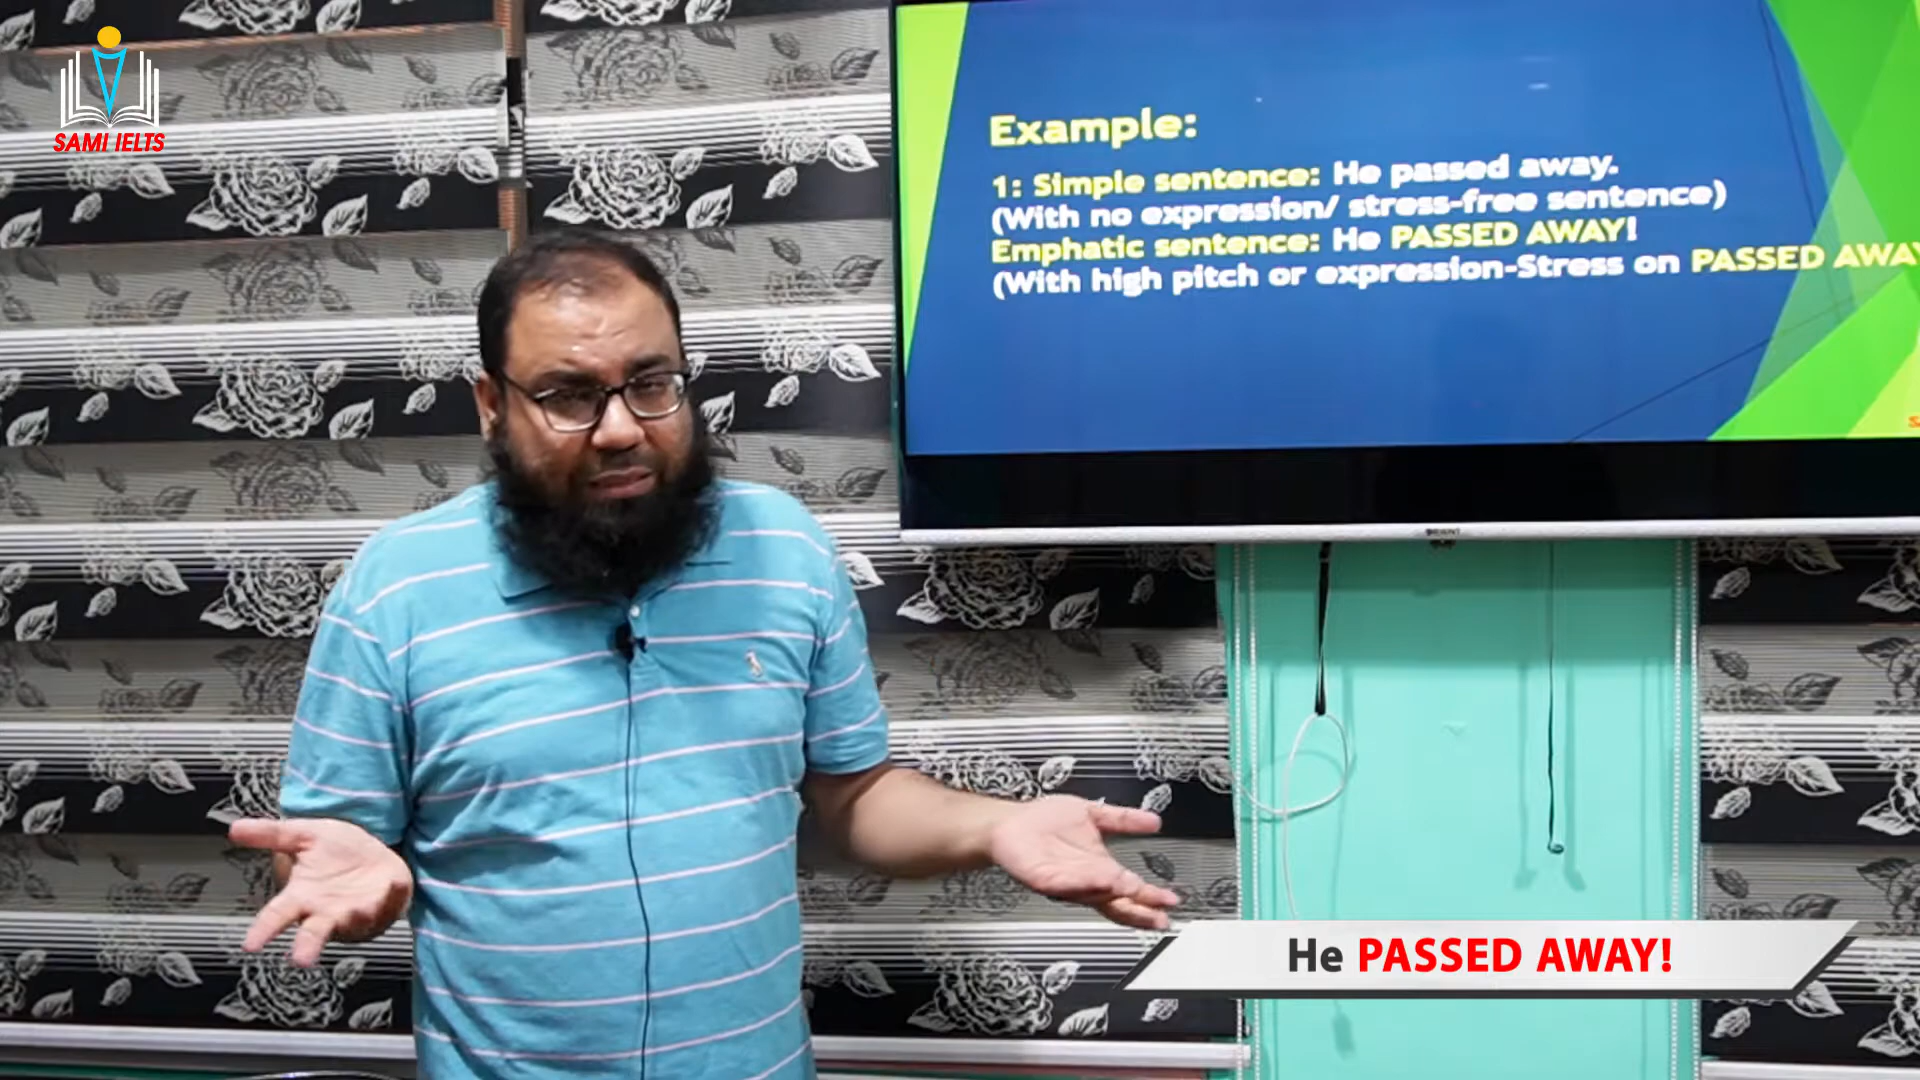 SAMI IELTS
Example:
1: Simple sentence: He passed away.
(With no expression/ stress-free sentence)
Emphatic sentence: He PASSED AWAY!
(With high pitch or expression-Stress on PASSED AWAY
He PASSED AWAY!